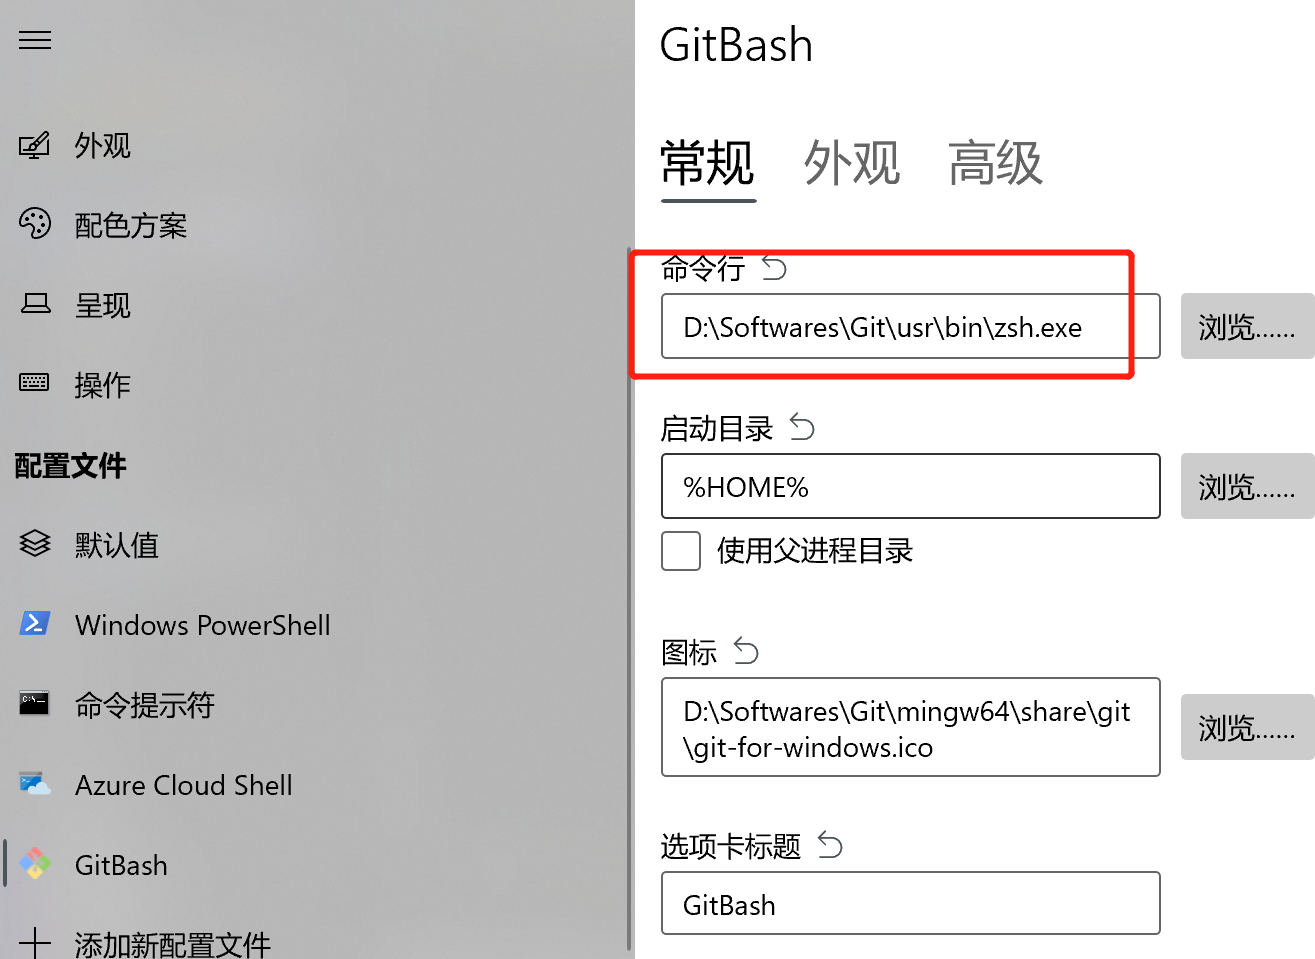 外观
配色方案
呈现
操作
配置文件
默认值
Windows PowerShell
命令提示符
Azure Cloud Shell
GitBash
添加新配置文件
GitBash
常规 外观 高级
命令行
D:\Softwares\Git\usr\bin\zsh.exe
浏览......
启动目录
%HOME%
浏览......
使用父进程目录
图标
D:\Softwares\Git\mingw64\share\git
\git-for-windows.ico
浏览......
选项卡标题
GitBash